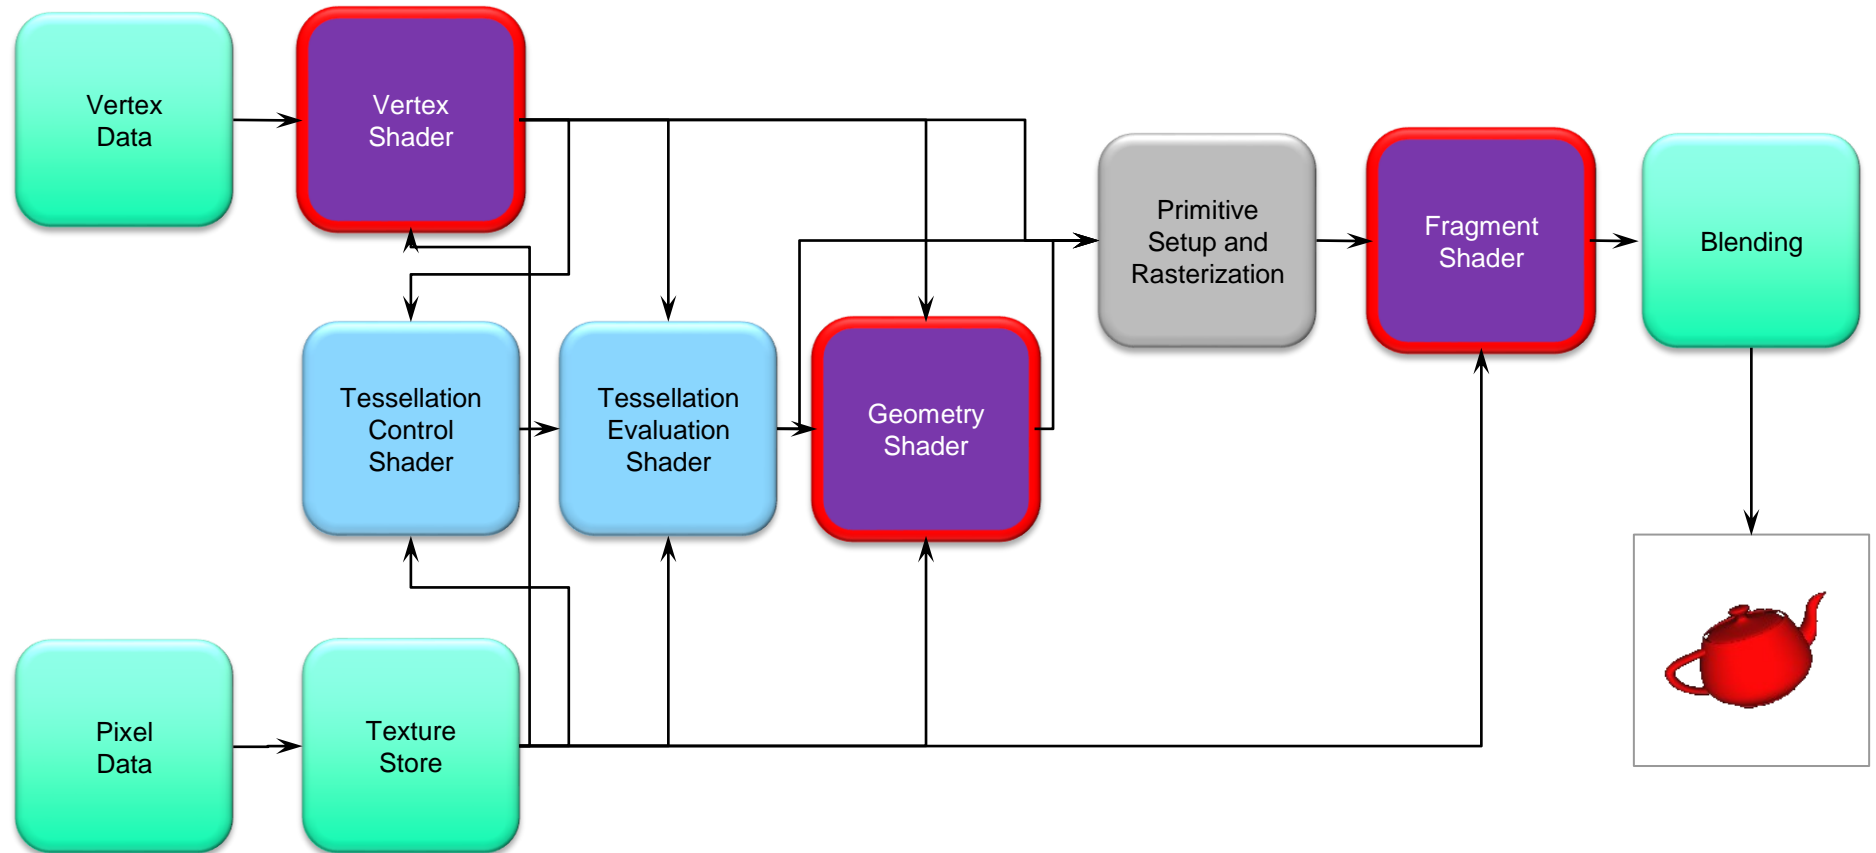 Vertex
Data
Vertex
Shader
Primitive
Setup and
Rasterization
Fragment
Shader
Blending
Tessellation
Control
Shader
Tessellation
Evaluation
Shader
Geometry
Shader
Pixel
Data
Texture
Store